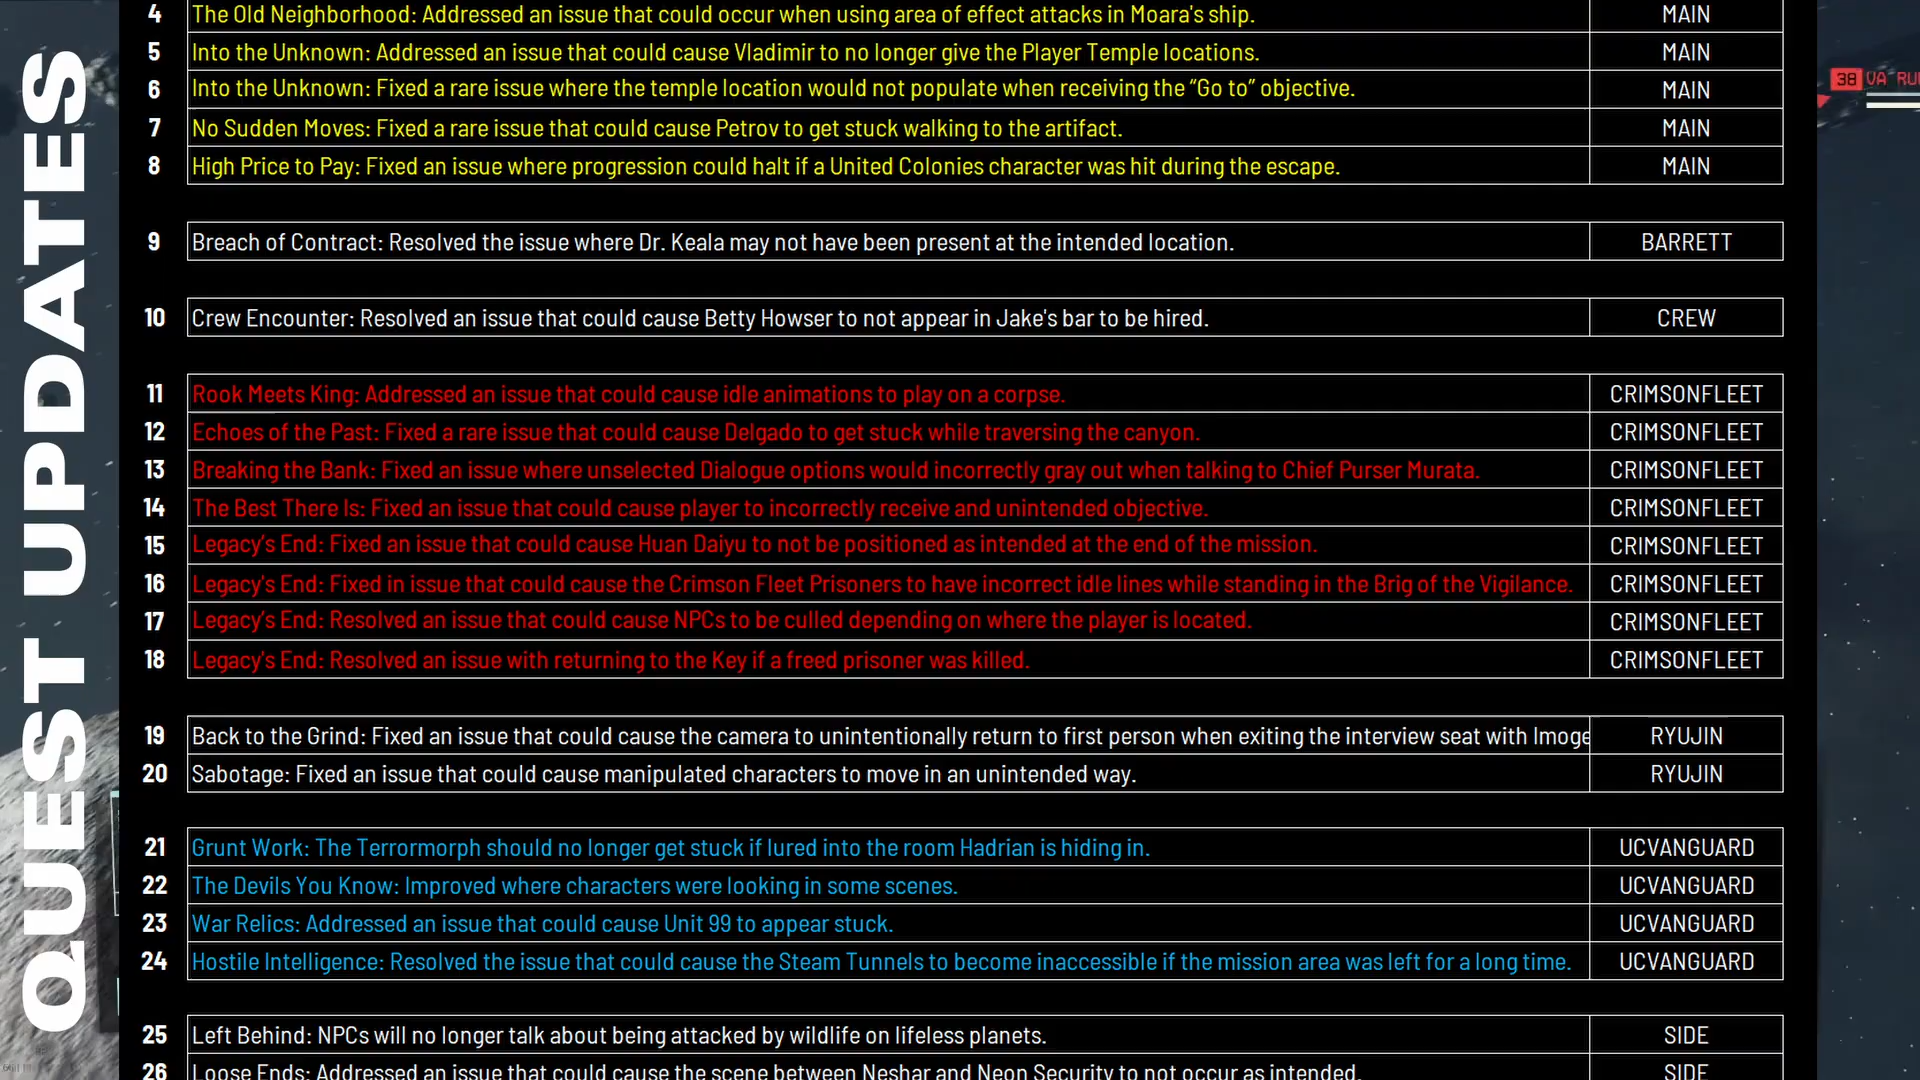 QUEST UPDATES
4 The Old Neighborhood: Addressed an issue that could occur when using area of effect attacks in Moara's ship. MAIN
5 Into the Unknown: Addressed an issue that could cause Vladimir to no longer give the Player Temple locations. MAIN
6 Into the Unknown: Fixed a rare issue where the temple location would not populate when receiving the “Go to” objective. MAIN
7 No Sudden Moves: Fixed a rare issue that could cause Petrov to get stuck walking to the artifact. MAIN
8 High Price to Pay: Fixed an issue where progression could halt if a United Colonies character was hit during the escape. MAIN
9 Breach of Contract: Resolved the issue where Dr. Keala may not have been present at the intended location. BARRETT
10 Crew Encounter: Resolved an issue that could cause Betty Howser to not appear in Jake's bar to be hired. CREW
11 Rook Meets King: Addressed an issue that could cause idle animations to play on a corpse. CRIMSONFLEET
12 Echoes of the Past: Fixed a rare issue that could cause Delgado to get stuck while traversing the canyon. CRIMSONFLEET
13 Breaking the Bank: Fixed an issue where unselected Dialogue options would incorrectly gray out when talking to Chief Purser Murata. CRIMSONFLEET
14 The Best There Is: Fixed an issue that could cause player to incorrectly receive and unintended objective. CRIMSONFLEET
15 Legacy’s End: Fixed an issue that could cause Huan Daiyu to not be positioned as intended at the end of the mission. CRIMSONFLEET
16 Legacy's End: Fixed in issue that could cause the Crimson Fleet Prisoners to have incorrect idle lines while standing in the Brig of the Vigilance. CRIMSONFLEET
17 Legacy’s End: Resolved an issue that could cause NPCs to be culled depending on where the player is located. CRIMSONFLEET
18 Legacy's End: Resolved an issue with returning to the Key if a freed prisoner was killed. CRIMSONFLEET
19 Back to the Grind: Fixed an issue that could cause the camera to unintentionally return to first person when exiting the interview seat with Imoge RYUJIN
20 Sabotage: Fixed an issue that could cause manipulated characters to move in an unintended way. RYUJIN
21 Grunt Work: The Terrormorph should no longer get stuck if lured into the room Hadrian is hiding in. UCVANGUARD
22 The Devils You Know: Improved where characters were looking in some scenes. UCVANGUARD
23 War Relics: Addressed an issue that could cause Unit 99 to appear stuck. UCVANGUARD
24 Hostile Intelligence: Resolved the issue that could cause the Steam Tunnels to become inaccessible if the mission area was left for a long time. UCVANGUARD
25 Left Behind: NPCs will no longer talk about being attacked by wildlife on lifeless planets. SIDE
26 Loose Ends: Addressed an issue that could cause the scene between Neshar and Neon Security to not occur as intended. SIDE
38 VA RU